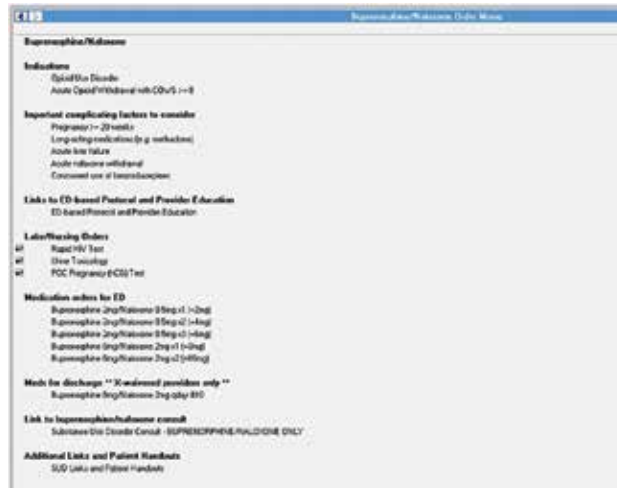 Buprenorphine/Naloxone Order Menu
Buprenorphine/Naloxone
Indications
Opioid Use Disorder
Acute Opioid Withdrawal with COWS >= 8
Important complicating factors to consider
Pregnancy >= 20 weeks
Long-acting medications (e.g. methadone)
Acute liver failure
Acute naloxone withdrawal
Concurrent use of benzodiazepines
Links to ED-based Protocol and Provider Education
ED-based Protocol and Provider Education
Labs/Nursing Orders
Rapid HIV Test
Urine Toxicology
POC Pregnancy (HCG) Test
Medication orders for ED
Buprenorphine 2mg/Naloxone 0.5mg x1 (=2mg)
Buprenorphine 2mg/Naloxone 0.5mg x2 (=4mg)
Buprenorphine 2mg/Naloxone 0.5mg x3 (=6mg)
Buprenorphine 8mg/Naloxone 2mg x1 (=8mg)
Buprenorphine 8mg/Naloxone 2mg x2 (=16mg)
Meds for discharge ** X-waivered providers only **
Buprenorphine 8mg/Naloxone 2mg qday
Link to buprenorphine/naloxone consult
Substance Use Disorder Consult - BUPRENORPHINE/NALOXONE ONLY
Additional Links and Patient Handouts
SUD Links and Patient Handouts